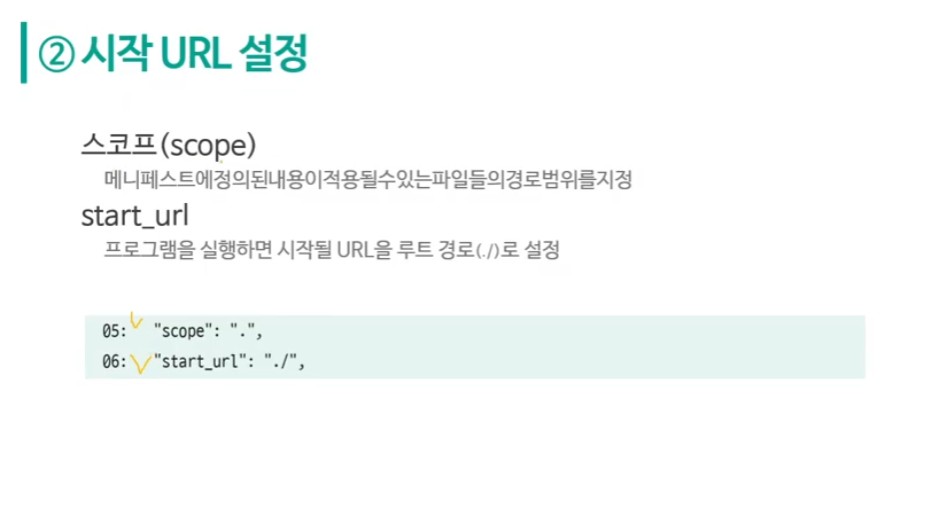 ② 시작 URL 설정
스코프(scope)
메니페스트에정의된내용이적용될수있는파일들의경로범위를지정
start_url
프로그램을 실행하면 시작될 URL을 루트 경로(./)로 설정
05: "scope": ".",
06: "start_url": "./",